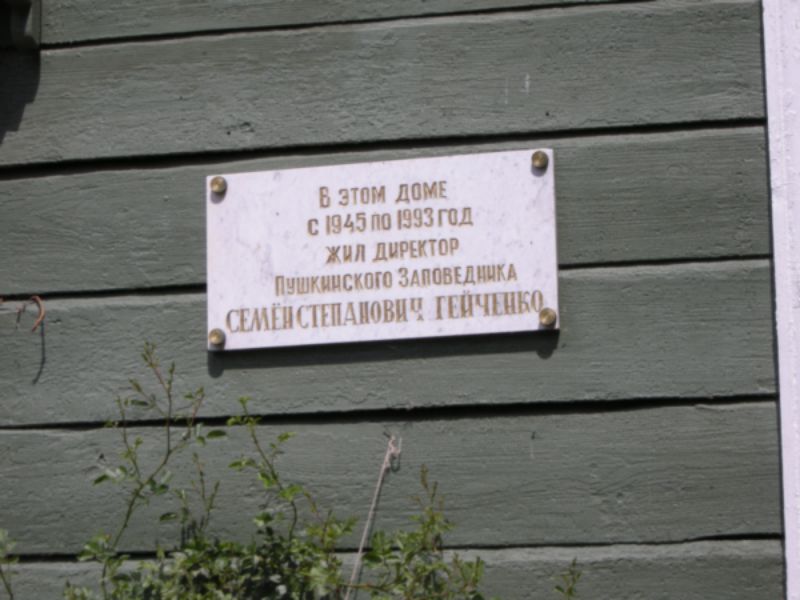 В ЭТОМ ДОМЕ
С 1945 ПО 1993 ГОД
ЖИЛ ДИРЕКТОР
ПУШКИНСКОГО ЗАПОВЕДНИКА
СЕМЁН СТЕПАНОВИЧ ГЕЙЧЕНКО